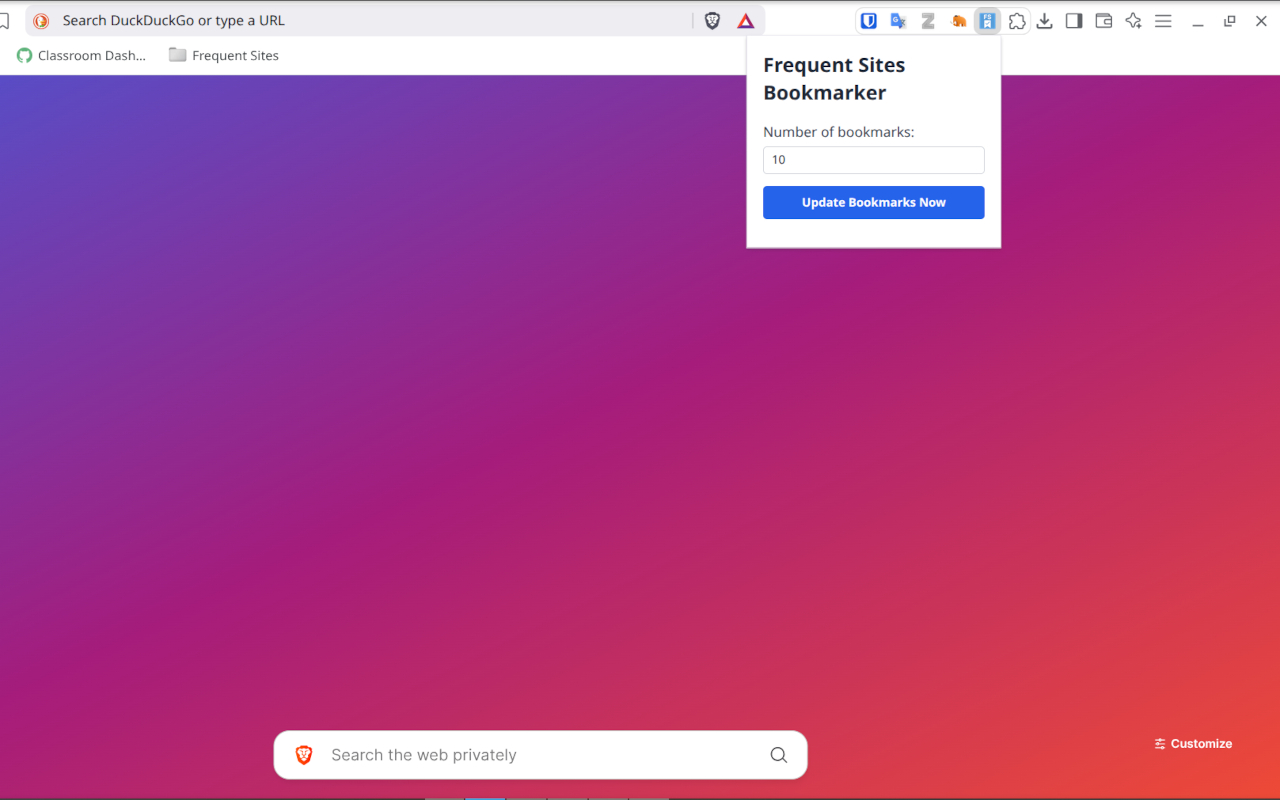 Search DuckDuckGo or type a URL
Classroom Dash...
Frequent Sites
Frequent Sites
Bookmarker
Number of bookmarks:
10
Update Bookmarks Now
Search the web privately
Customize